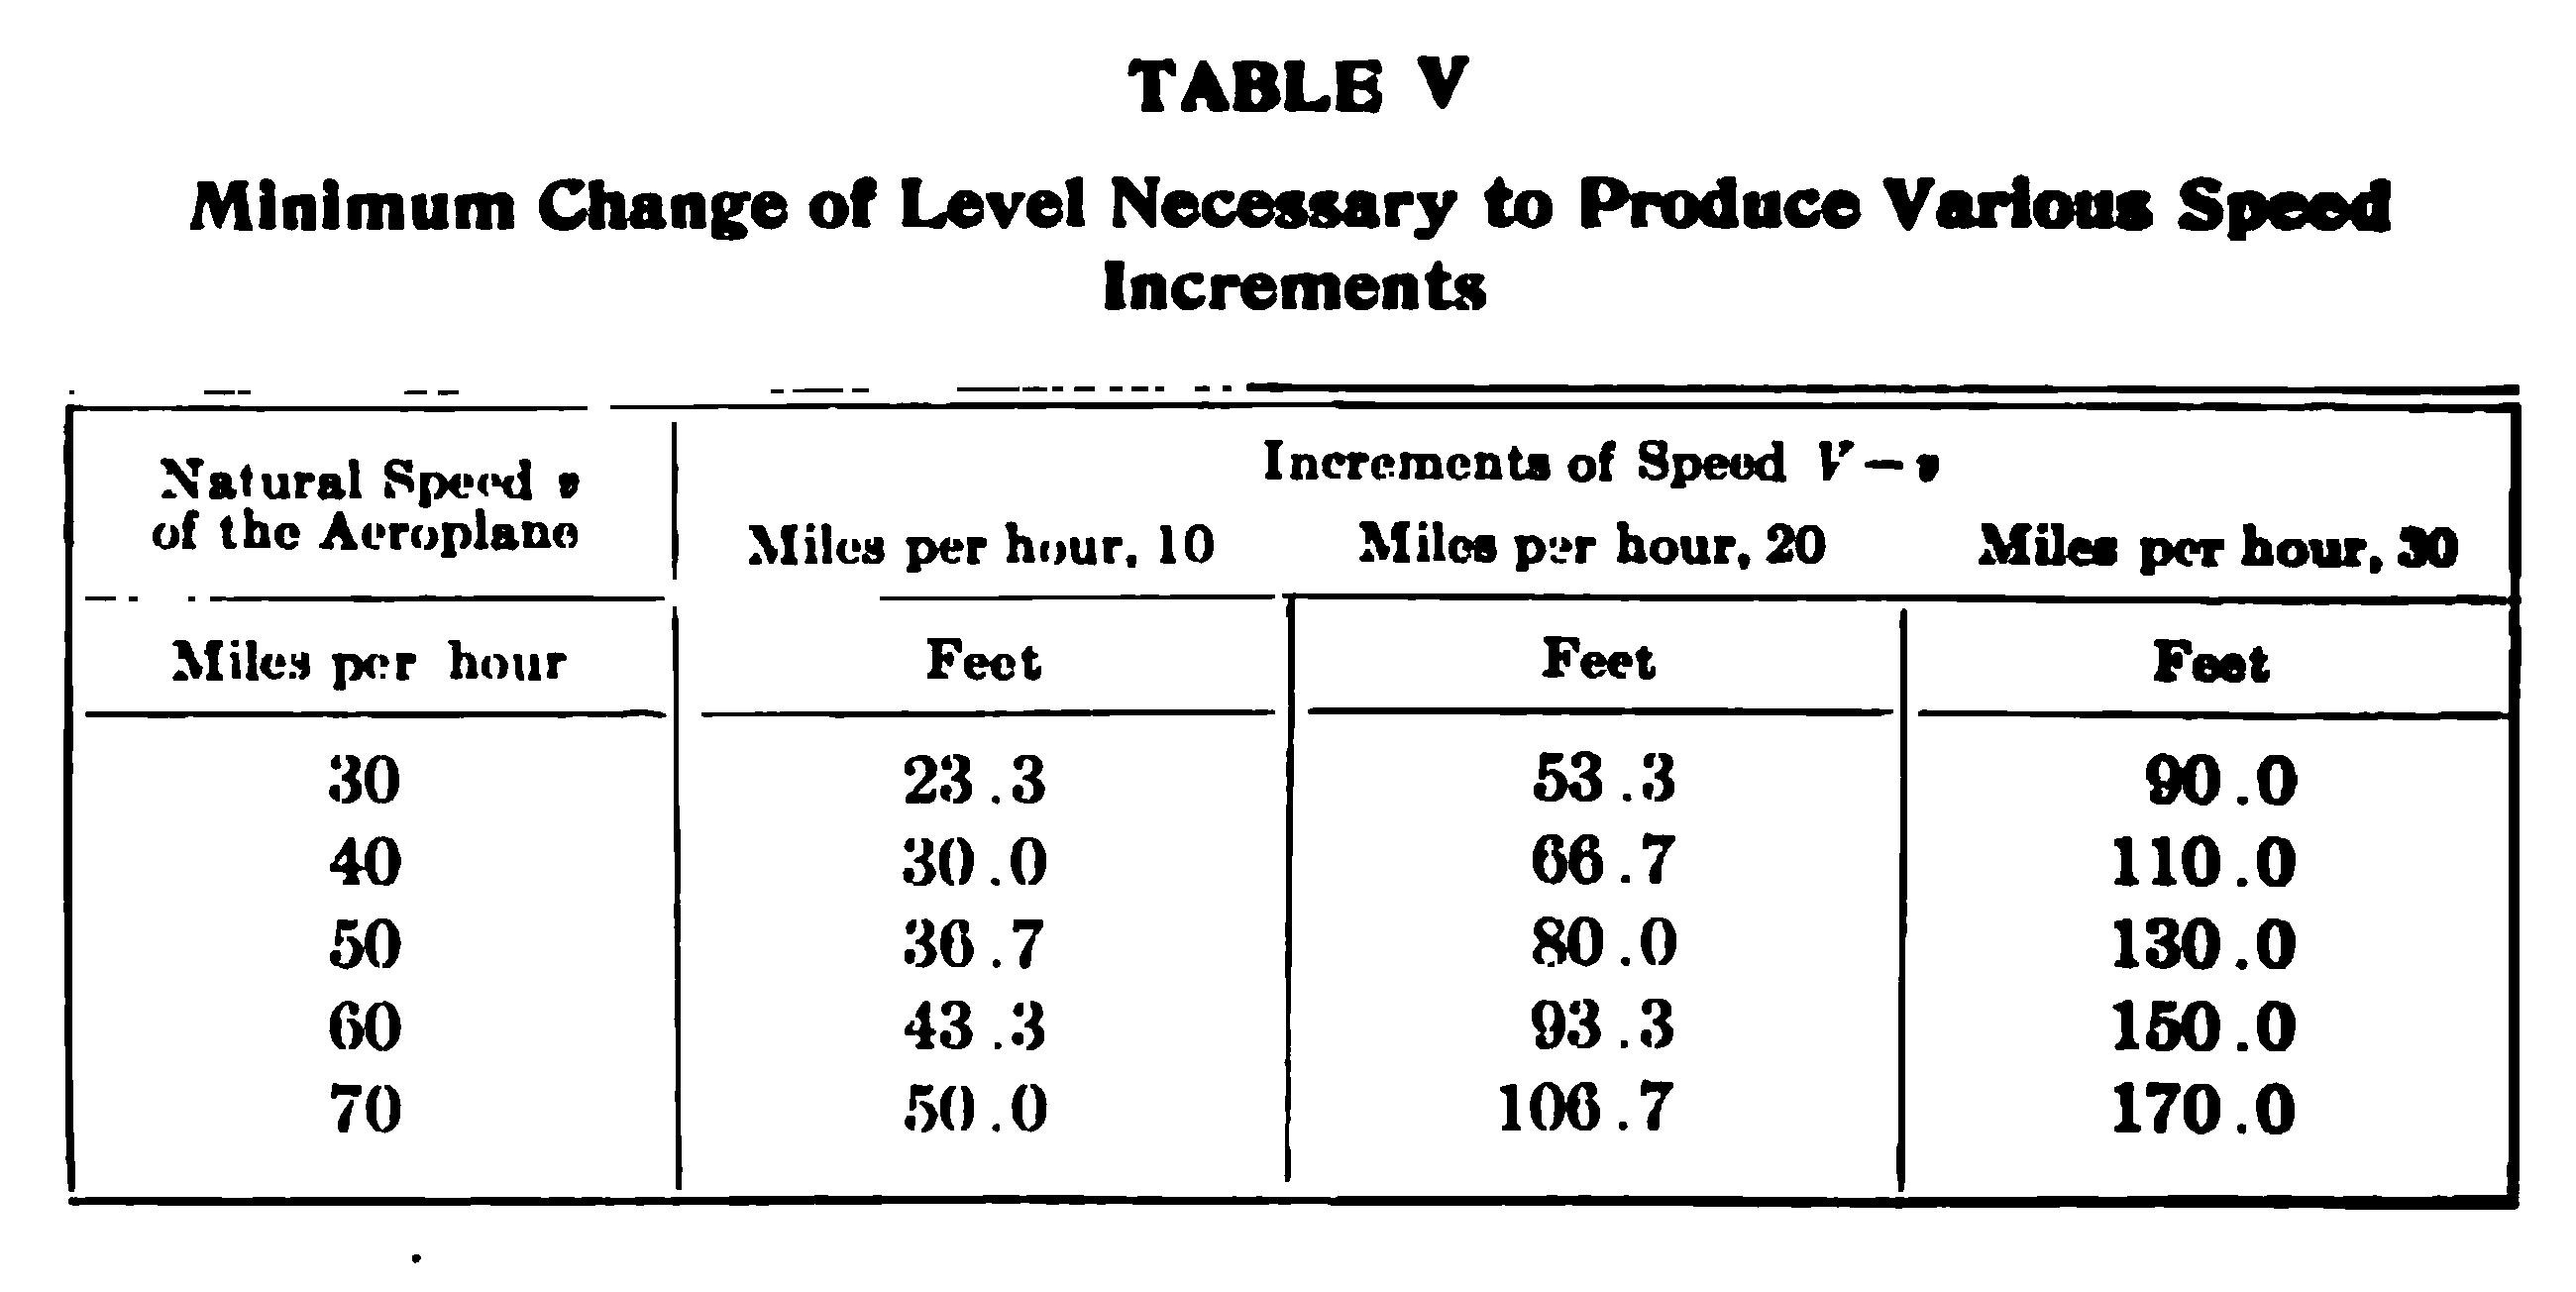 TABLE V
Minimum Change of Level Necessary to Produce Various Speed
Increments
Natural Speed v
of the Aeroplane
Increments of Speed V – v
Miles per hour, 10 Miles per hour, 20 Miles per hour, 30
Miles per hour Feet Feet Feet
30 23.3 53.3 90.0
40 30.0 66.7 110.0
50 36.7 80.0 130.0
60 43.3 93.3 150.0
70 50.0 106.7 170.0